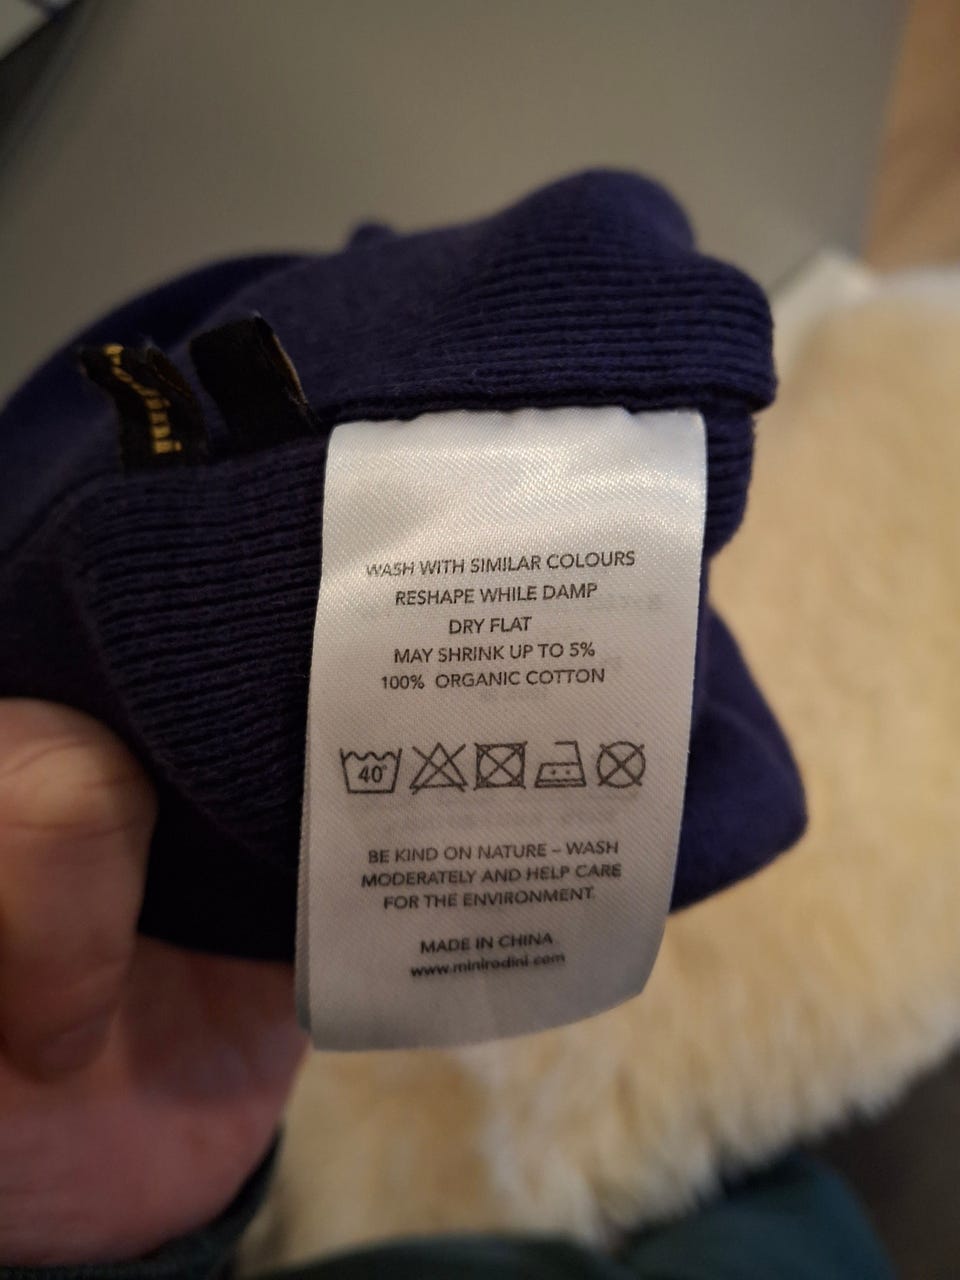 rodini
WASH WITH SIMILAR COLOURS
RESHAPE WHILE DAMP
DRY FLAT
MAY SHRINK UP TO 5%
100% ORGANIC COTTON
40°
BE KIND ON NATURE – WASH
MODERATELY AND HELP CARE
FOR THE ENVIRONMENT.
MADE IN CHINA
www.minirodini.com